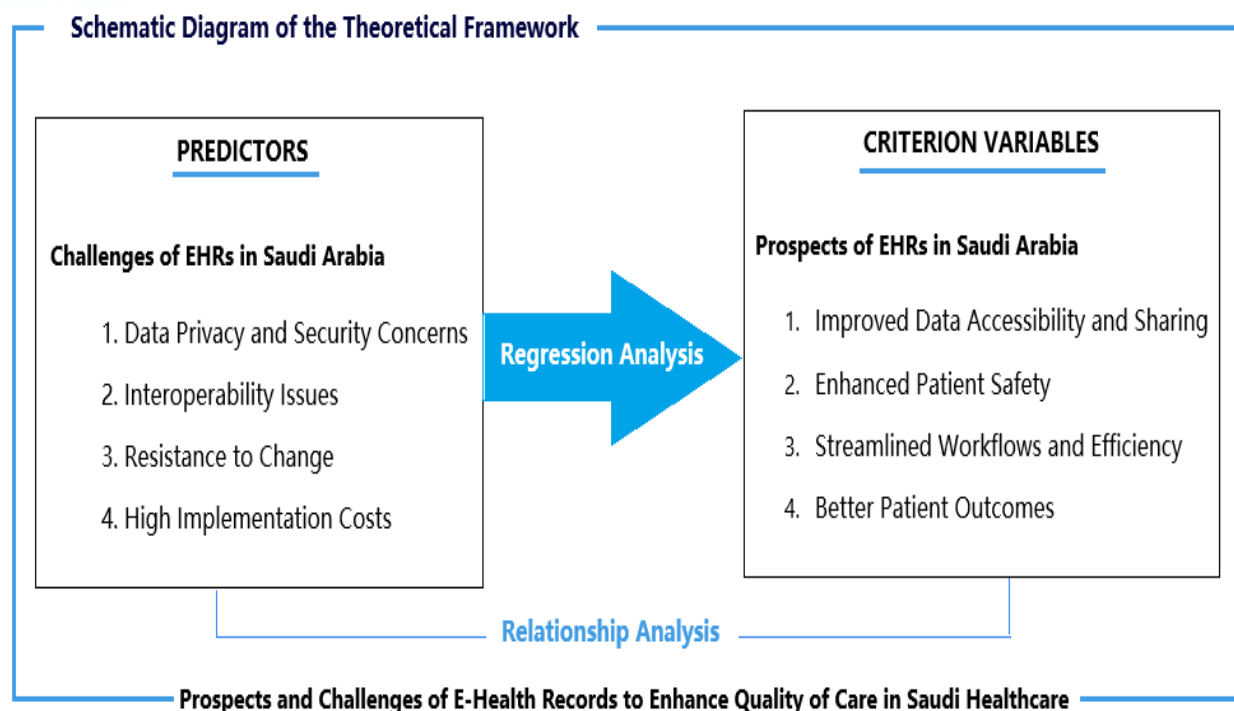 Schematic Diagram of the Theoretical Framework
PREDICTORS
Challenges of EHRs in Saudi Arabia
1. Data Privacy and Security Concerns
2. Interoperability Issues
3. Resistance to Change
4. High Implementation Costs
Regression Analysis
CRITERION VARIABLES
Prospects of EHRs in Saudi Arabia
1. Improved Data Accessibility and Sharing
2. Enhanced Patient Safety
3. Streamlined Workflows and Efficiency
4. Better Patient Outcomes
Relationship Analysis
Prospects and Challenges of E-Health Records to Enhance Quality of Care in Saudi Healthcare